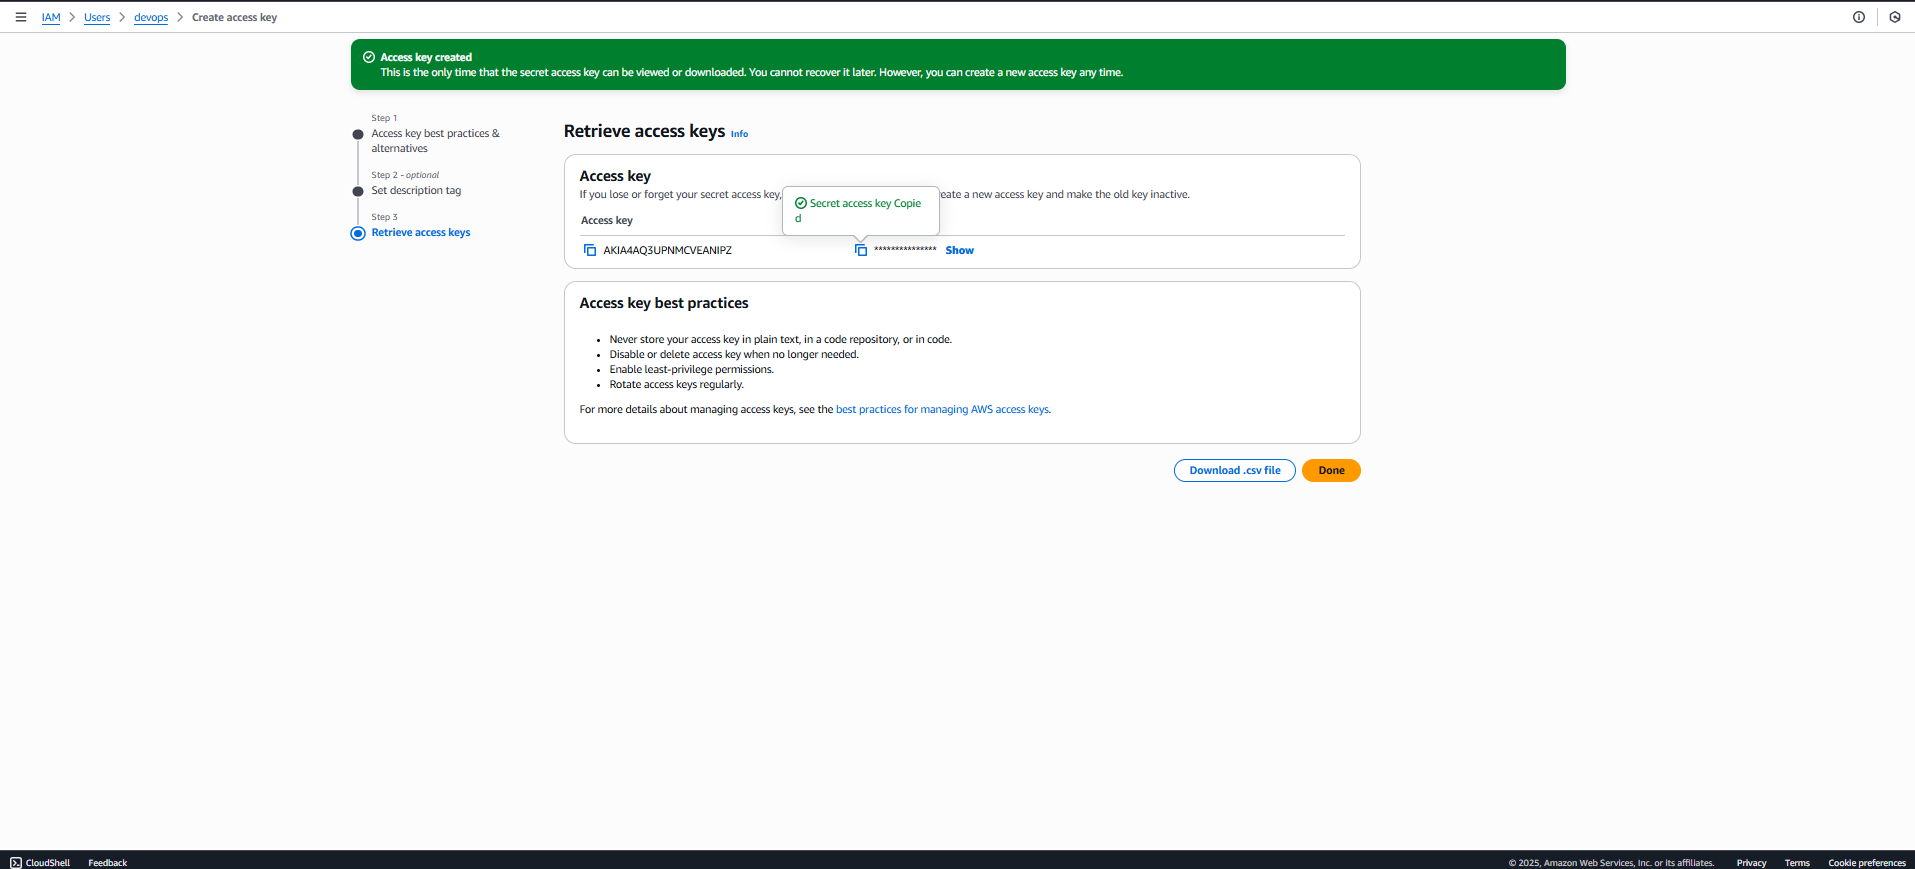 IAM > Users > devops > Create access key
Access key created
This is the only time that the secret access key can be viewed or downloaded. You cannot recover it later. However, you can create a new access key any time.
Step 1
Access key best practices &
alternatives
Step 2 - optional
Set description tag
Step 3
Retrieve access keys
Retrieve access keys Info
Access key
If you lose or forget your secret access key, eate a new access key and make the old key inactive.
Secret access key Copie
d
Access key
AKIA4AQ3UPNMCVEANIPZ *************** Show
Access key best practices
• Never store your access key in plain text, in a code repository, or in code.
• Disable or delete access key when no longer needed.
• Enable least-privilege permissions.
• Rotate access keys regularly.
For more details about managing access keys, see the best practices for managing AWS access keys.
Download .csv file Done
CloudShell Feedback © 2025, Amazon Web Services, Inc. or its affiliates. Privacy Terms Cookie preferences